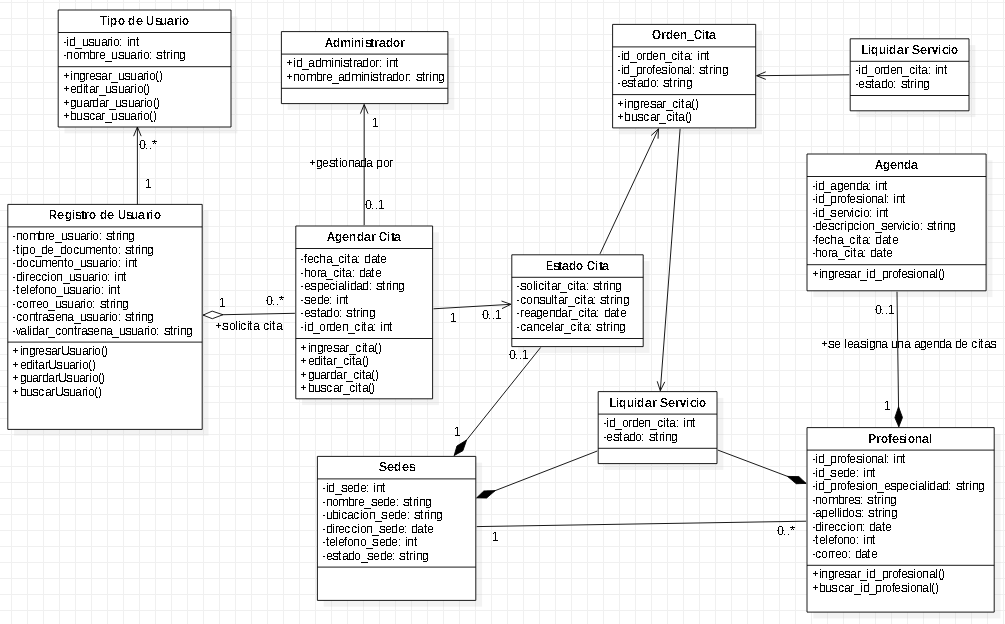 Tipo de Usuario
-id_usuario: int
-nombre_usuario: string
+ingresar_usuario()
+editar_usuario()
+guardar_usuario()
+buscar_usuario()
0..*
1
Administrador
+id_administrador: int
+nombre_administrador: string
1
+gestionada por
0..1
Orden_Cita
-id_orden_cita: int
-id_profesional: string
-estado: string
+ingresar_cita()
+buscar_cita()
Liquidar Servicio
-id_orden_cita: int
-estado: string
Agenda
-id_agenda: int
-id_profesional: int
-id_servicio: int
-descripcion_servicio: string
-fecha_cita: date
-hora_cita: date
+ingresar_id_profesional()
0..1
+se leasigna una agenda de citas
1
Registro de Usuario
-nombre_usuario: string
-tipo_de_documento: string
-documento_usuario: int
-direccion_usuario: int
-telefono_usuario: int
-correo_usuario: string
-contrasena_usuario: string
-validar_contrasena_usuario: string
+ingresarUsuario()
+editarUsuario()
+guardarUsuario()
+buscarUsuario()
1
0..*
+solicita cita
Agendar Cita
-fecha_cita: date
-hora_cita: date
-especialidad: string
-sede: int
-estado: string
-id_orden_cita: int
+ingresar_cita()
+editar_cita()
+guardar_cita()
+buscar_cita()
1
0..1
Estado Cita
-solicitar_cita: string
-consultar_cita: string
-reagendar_cita: date
-cancelar_cita: string
0..1
1
Liquidar Servicio
-id_orden_cita: int
-estado: string
Sedes
-id_sede: int
-nombre_sede: string
-ubicacion_sede: string
-direccion_sede: date
-telefono_sede: int
-estado_sede: string
1
0..*
Profesional
-id_profesional: int
-id_sede: int
-id_profesion_especialidad: string
-nombres: string
-apellidos: string
-direccion: date
-telefono: int
-correo: date
+ingresar_id_profesional()
+buscar_id_profesional()